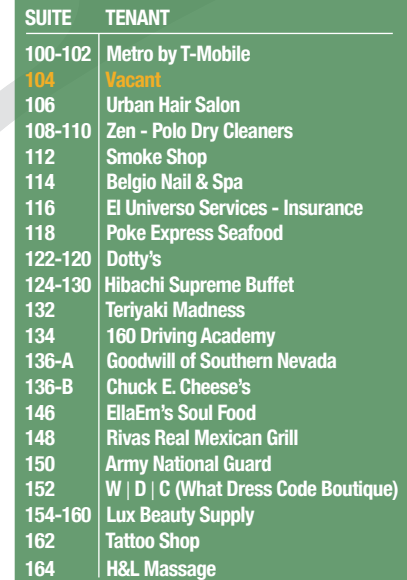 SUITE TENANT
100-102 Metro by T-Mobile
104 Vacant
106 Urban Hair Salon
108-110 Zen - Polo Dry Cleaners
112 Smoke Shop
114 Belgio Nail & Spa
116 El Universo Services - Insurance
118 Poke Express Seafood
122-120 Dotty's
124-130 Hibachi Supreme Buffet
132 Teriyaki Madness
134 160 Driving Academy
136-A Goodwill of Southern Nevada
136-B Chuck E. Cheese's
146 EllaEm's Soul Food
148 Rivas Real Mexican Grill
150 Army National Guard
152 W | D | C (What Dress Code Boutique)
154-160 Lux Beauty Supply
162 Tattoo Shop
164 H&L Massage